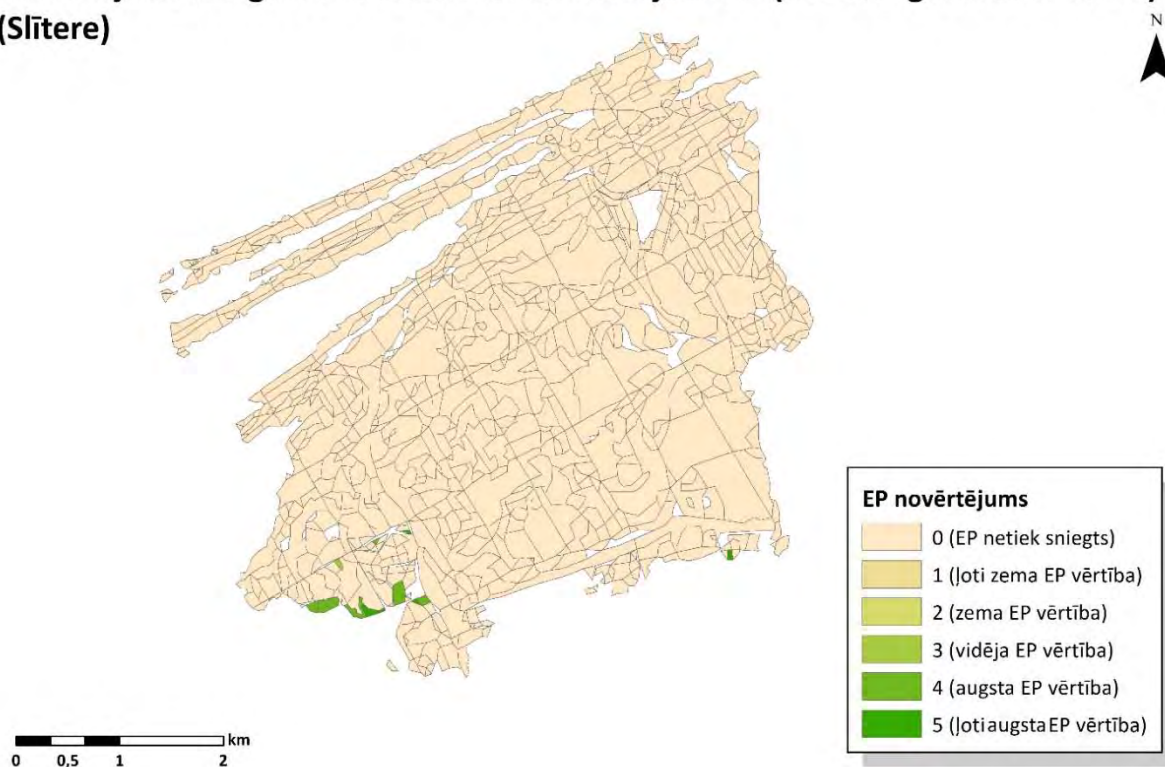 (Slītere)
N
EP novērtējums
0 (EP netiek sniegts)
1 (ļoti zema EP vērtība)
2 (zema EP vērtība)
3 (vidēja EP vērtība)
4 (augsta EP vērtība)
5 (ļoti augsta EP vērtība)
km
0 0,5 1 2